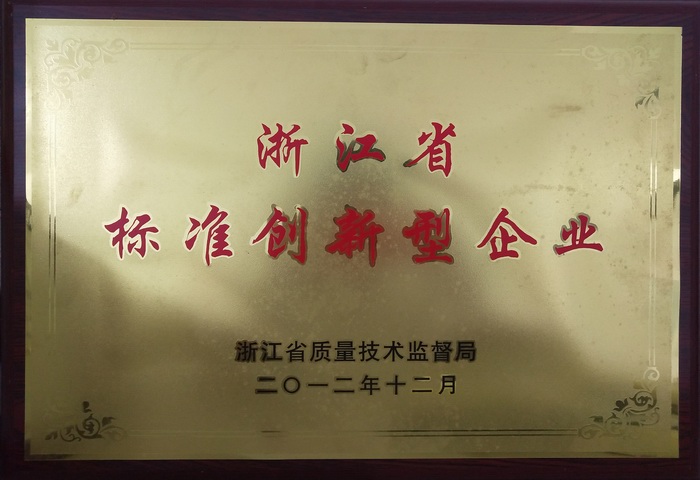 浙江省
标准创新型企业
浙江省质量技术监督局
二〇一二年十二月